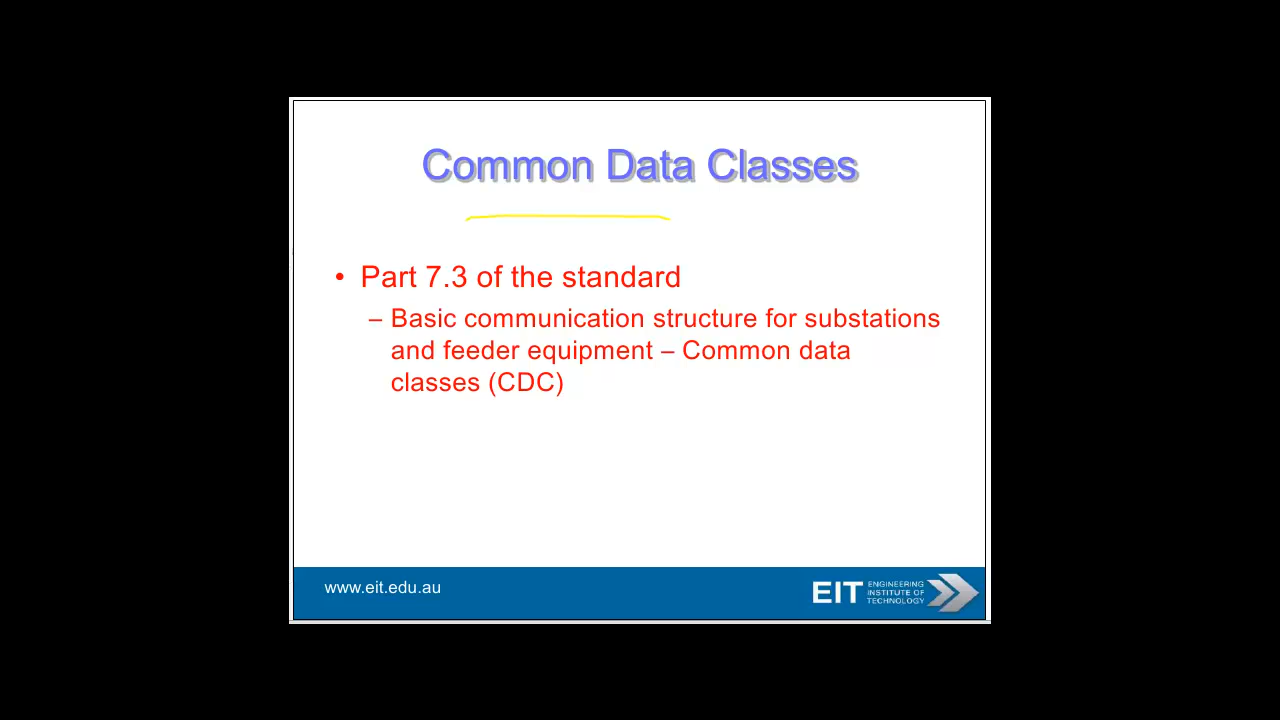 Common Data Classes
• Part 7.3 of the standard
– Basic communication structure for substations
and feeder equipment – Common data
classes (CDC)
www.eit.edu.au
EIT
ENGINEERING
INSTITUTE OF
TECHNOLOGY